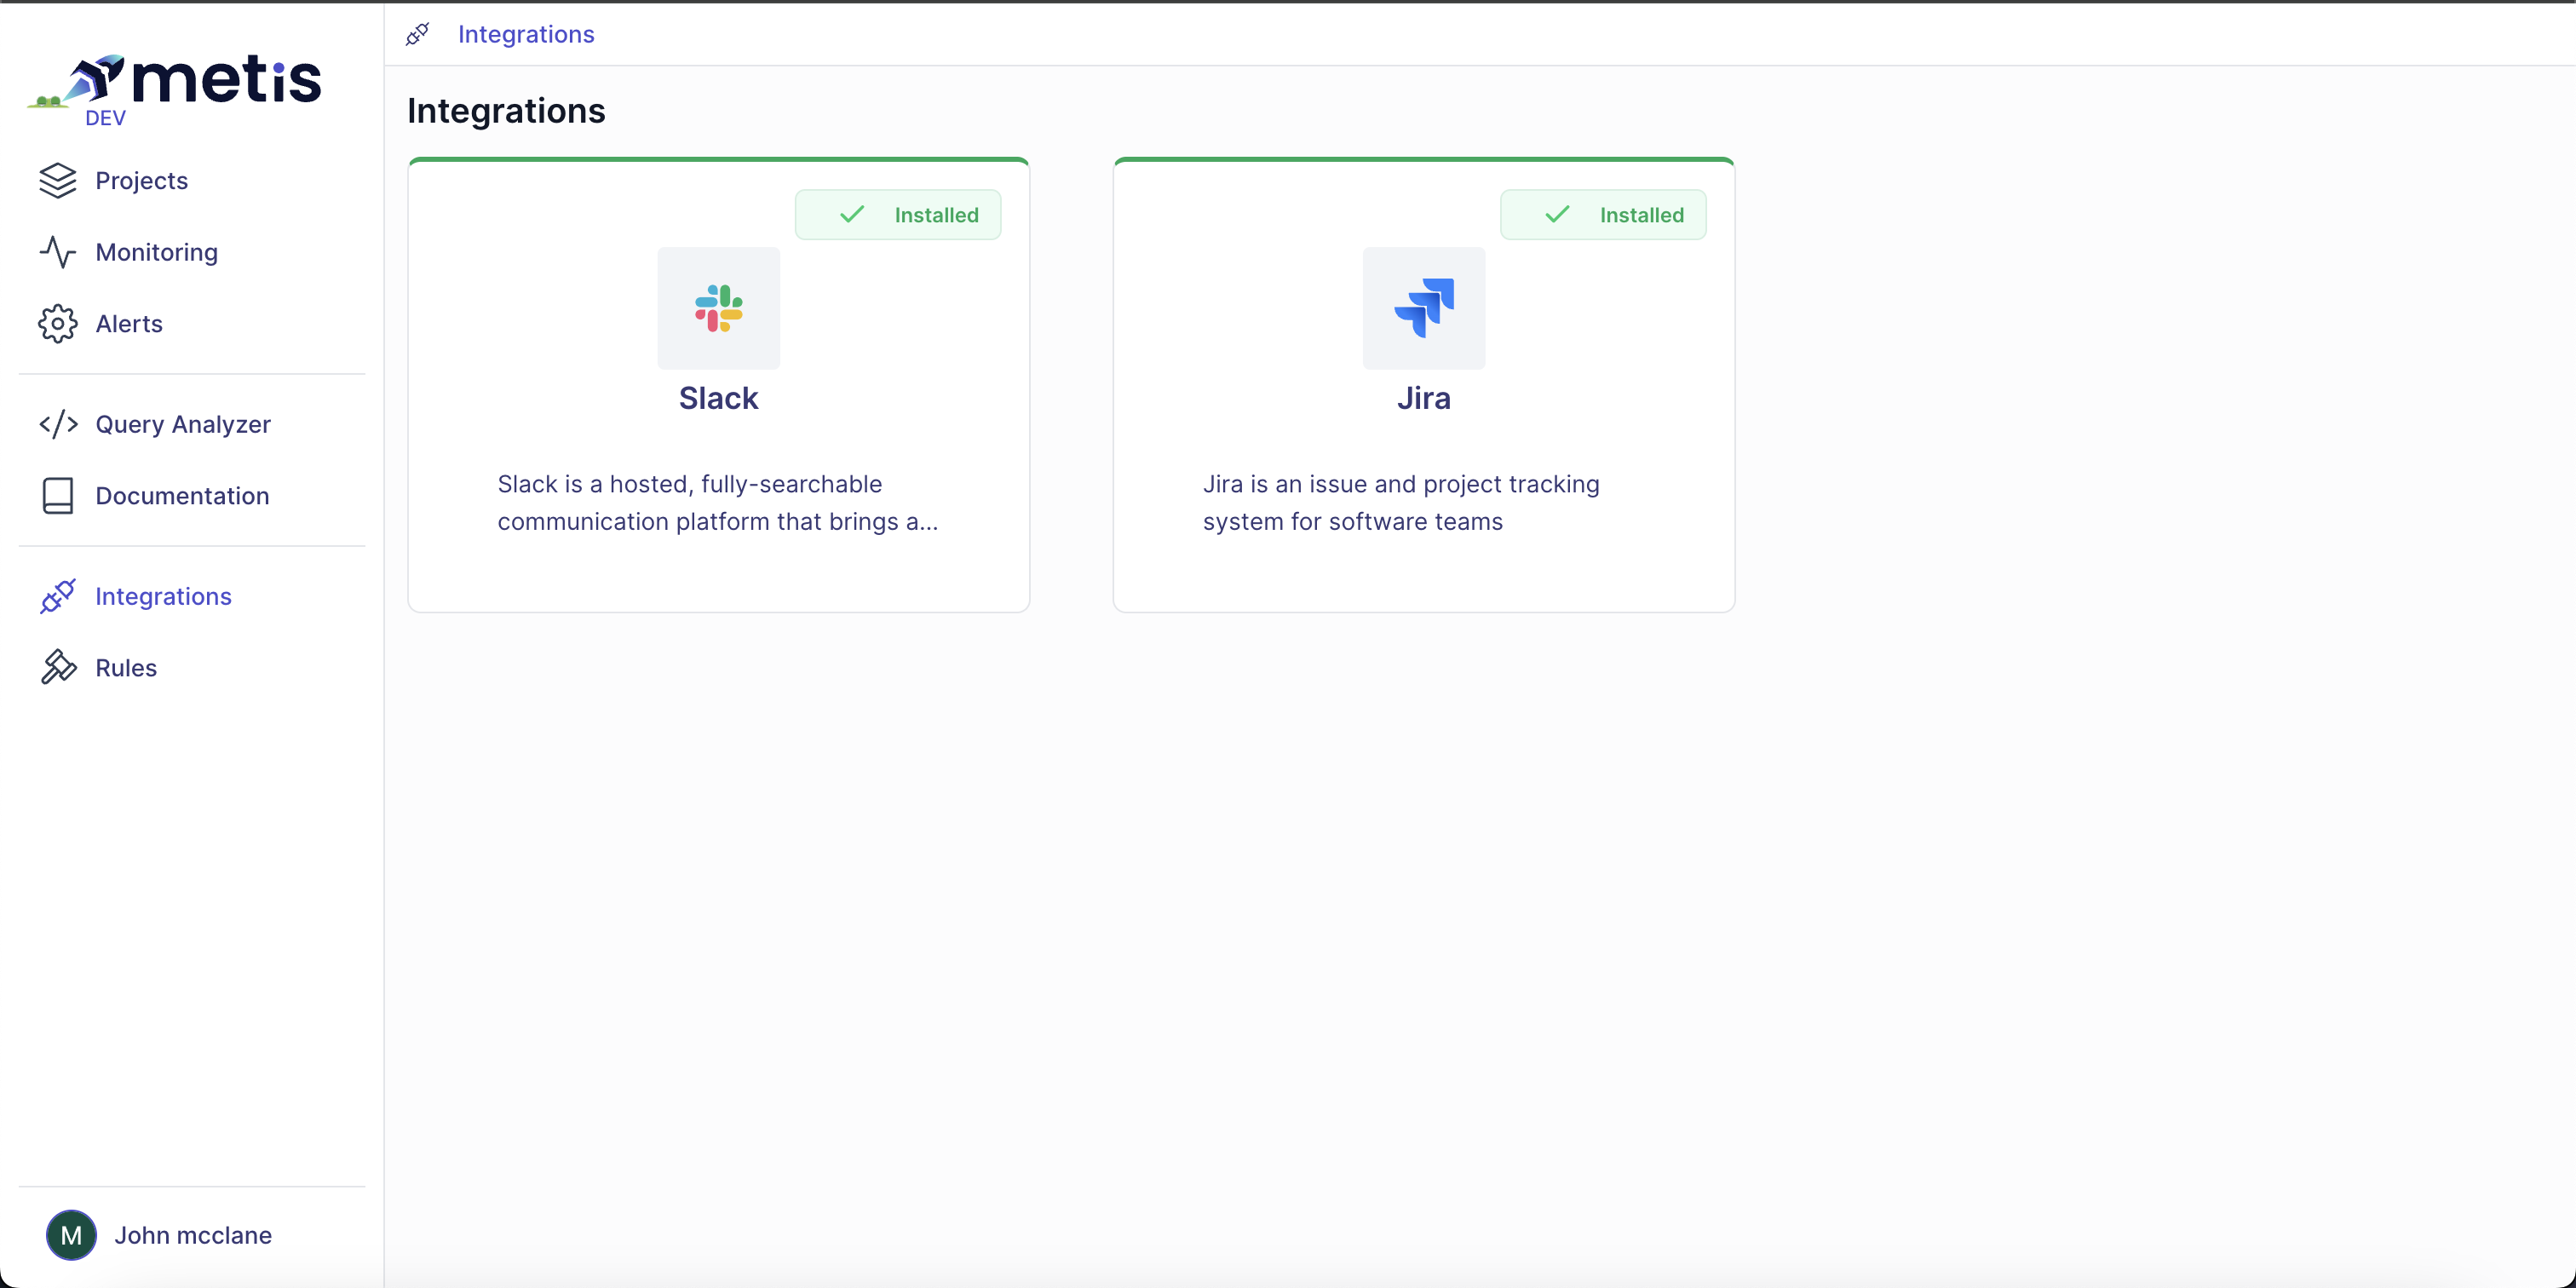 metis
DEV
Projects
Monitoring
Alerts
Query Analyzer
Documentation
Integrations
Rules
M
John mcclane
Integrations
Integrations
Installed
Slack
Slack is a hosted, fully-searchable
communication platform that brings a...
Installed
Jira
Jira is an issue and project tracking
system for software teams